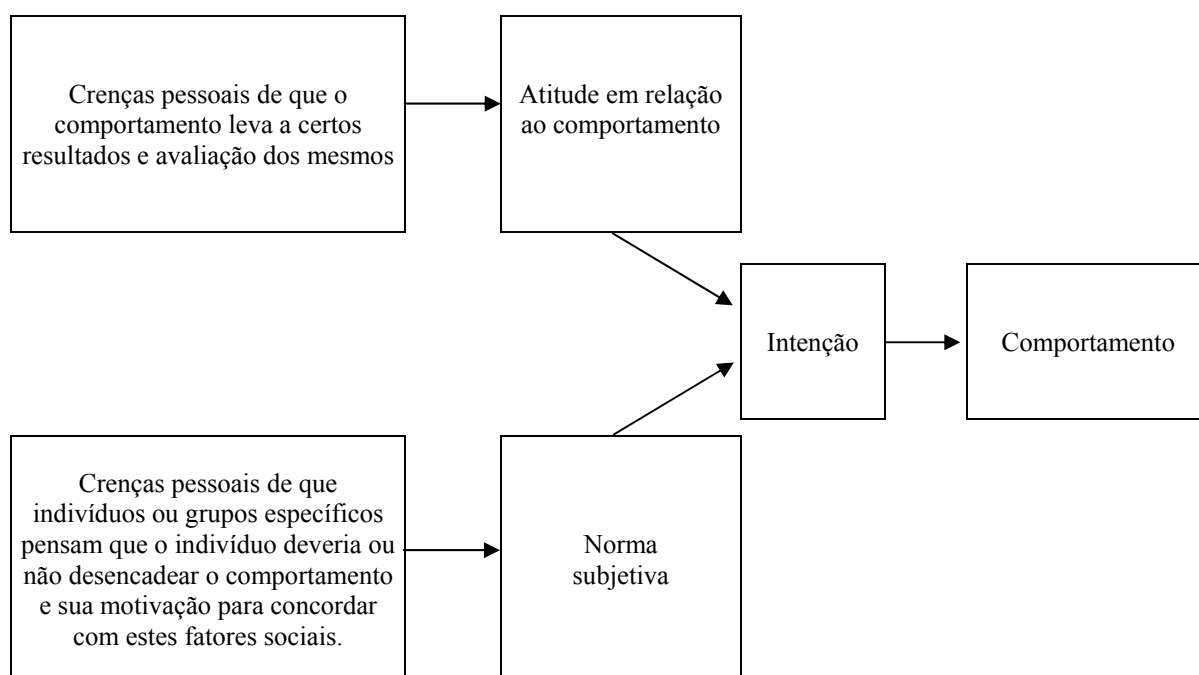 Crenças pessoais de que o
comportamento leva a certos
resultados e avaliação dos mesmos
Atitude em relação
ao comportamento
Intenção
Comportamento
Crenças pessoais de que
indivíduos ou grupos específicos
pensam que o indivíduo deveria ou
não desencadear o comportamento
e sua motivação para concordar
com estes fatores sociais.
Norma
subjetiva